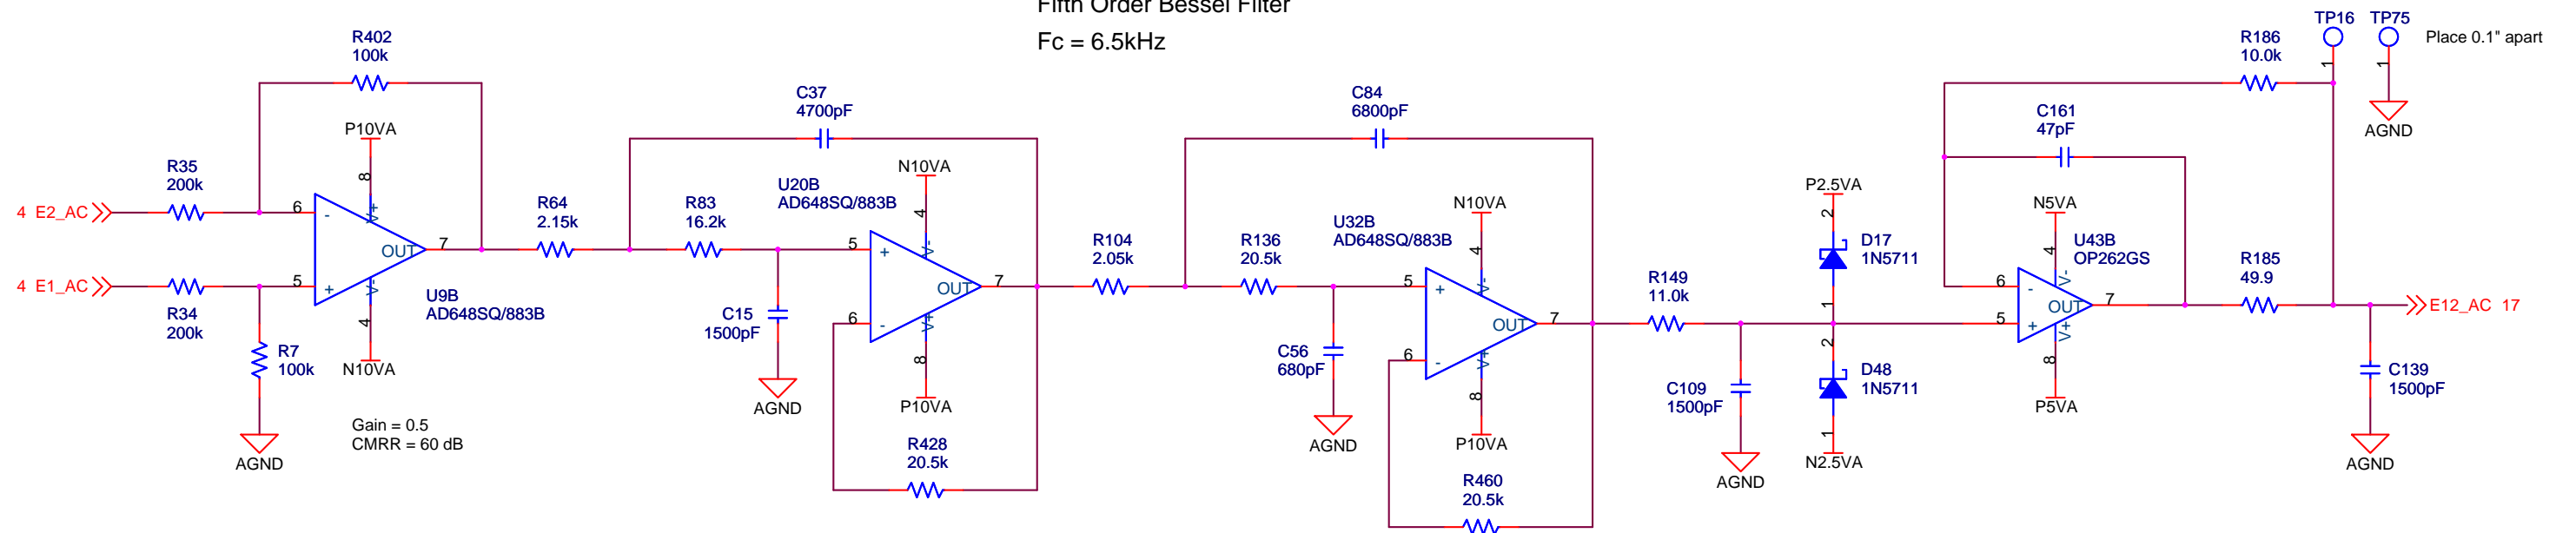 Fifth Order Bessel Filter
Fc = 6.5kHz
R402
100k
P10VA
8
V+
R35
200k
4 E2_AC
6
-
OUT
7
4 E1_AC
5
+
V-
R34
200k
4
N10VA
U9B
AD648SQ/883B
R7
100k
AGND
Gain = 0.5
CMRR = 60 dB
R64
2.15k
C37
4700pF
R83
16.2k
U20B
AD648SQ/883B
N10VA
4
V-
5
+
OUT
7
6
-
V+
8
P10VA
C15
1500pF
AGND
R428
20.5k
R104
2.05k
C84
6800pF
R136
20.5k
U32B
AD648SQ/883B
N10VA
4
V-
5
+
OUT
7
6
-
V+
8
P10VA
C56
680pF
AGND
R460
20.5k
R149
11.0k
C109
1500pF
AGND
P2.5VA
2
D17
1N5711
1
2
D48
1N5711
1
N2.5VA
R186
10.0k
C161
47pF
N5VA
4
V-
U43B
OP262GS
6
-
OUT
7
5
+
V+
8
P5VA
R185
49.9
TP16
1
TP75
1
Place 0.1" apart
AGND
E12_AC 17
C139
1500pF
AGND